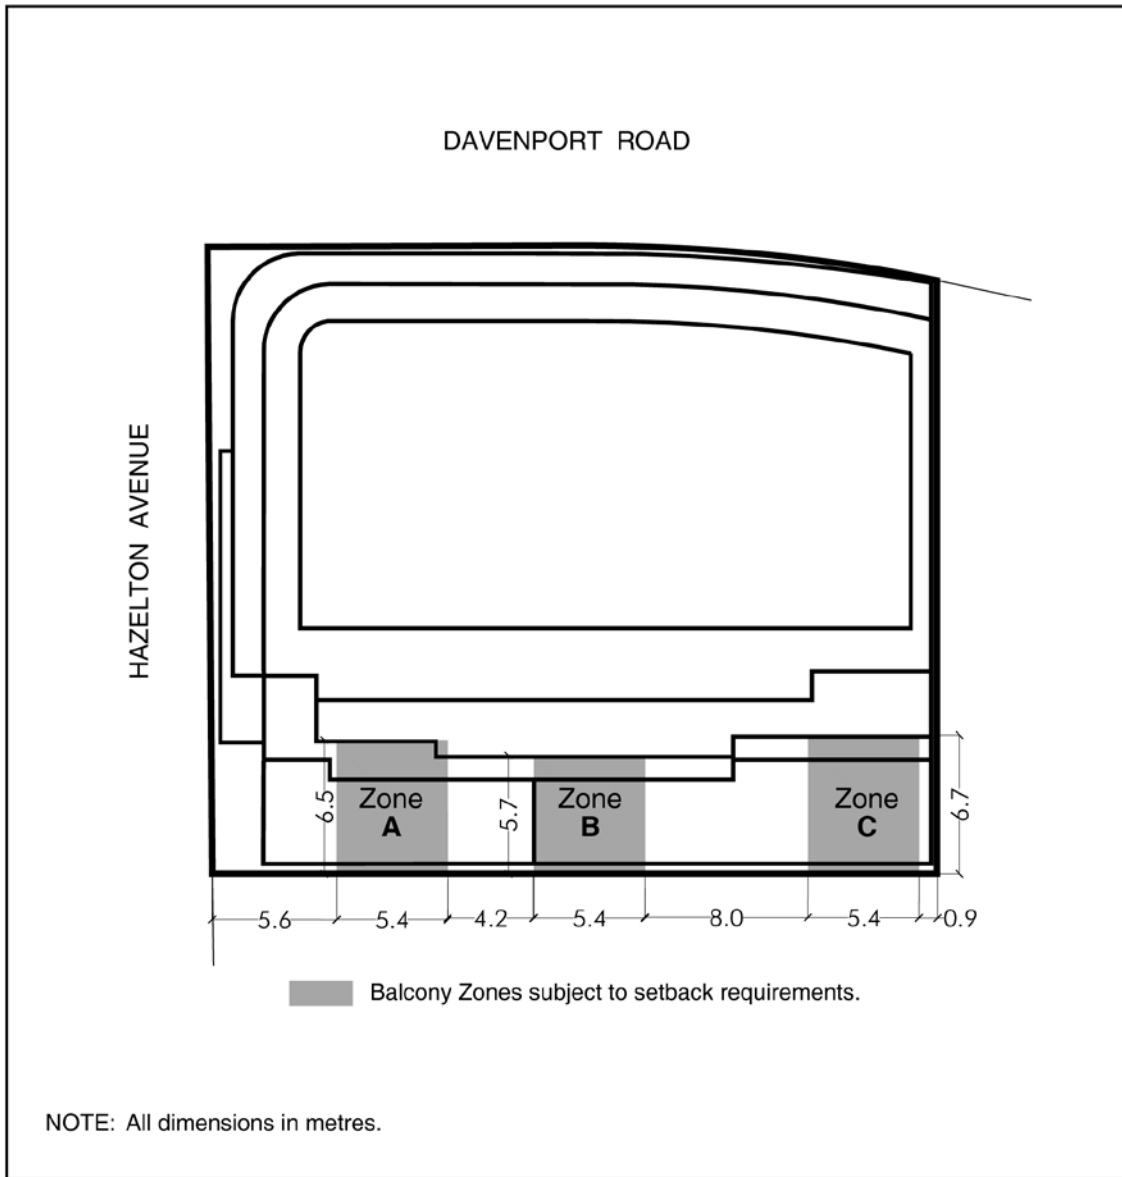 DAVENPORT ROAD
HAZELTON AVENUE
6.5
Zone
A
5.7
Zone
B
Zone
C
6.7
5.6
5.4
4.2
5.4
8.0
5.4
0.9
Balcony Zones subject to setback requirements.
NOTE: All dimensions in metres.